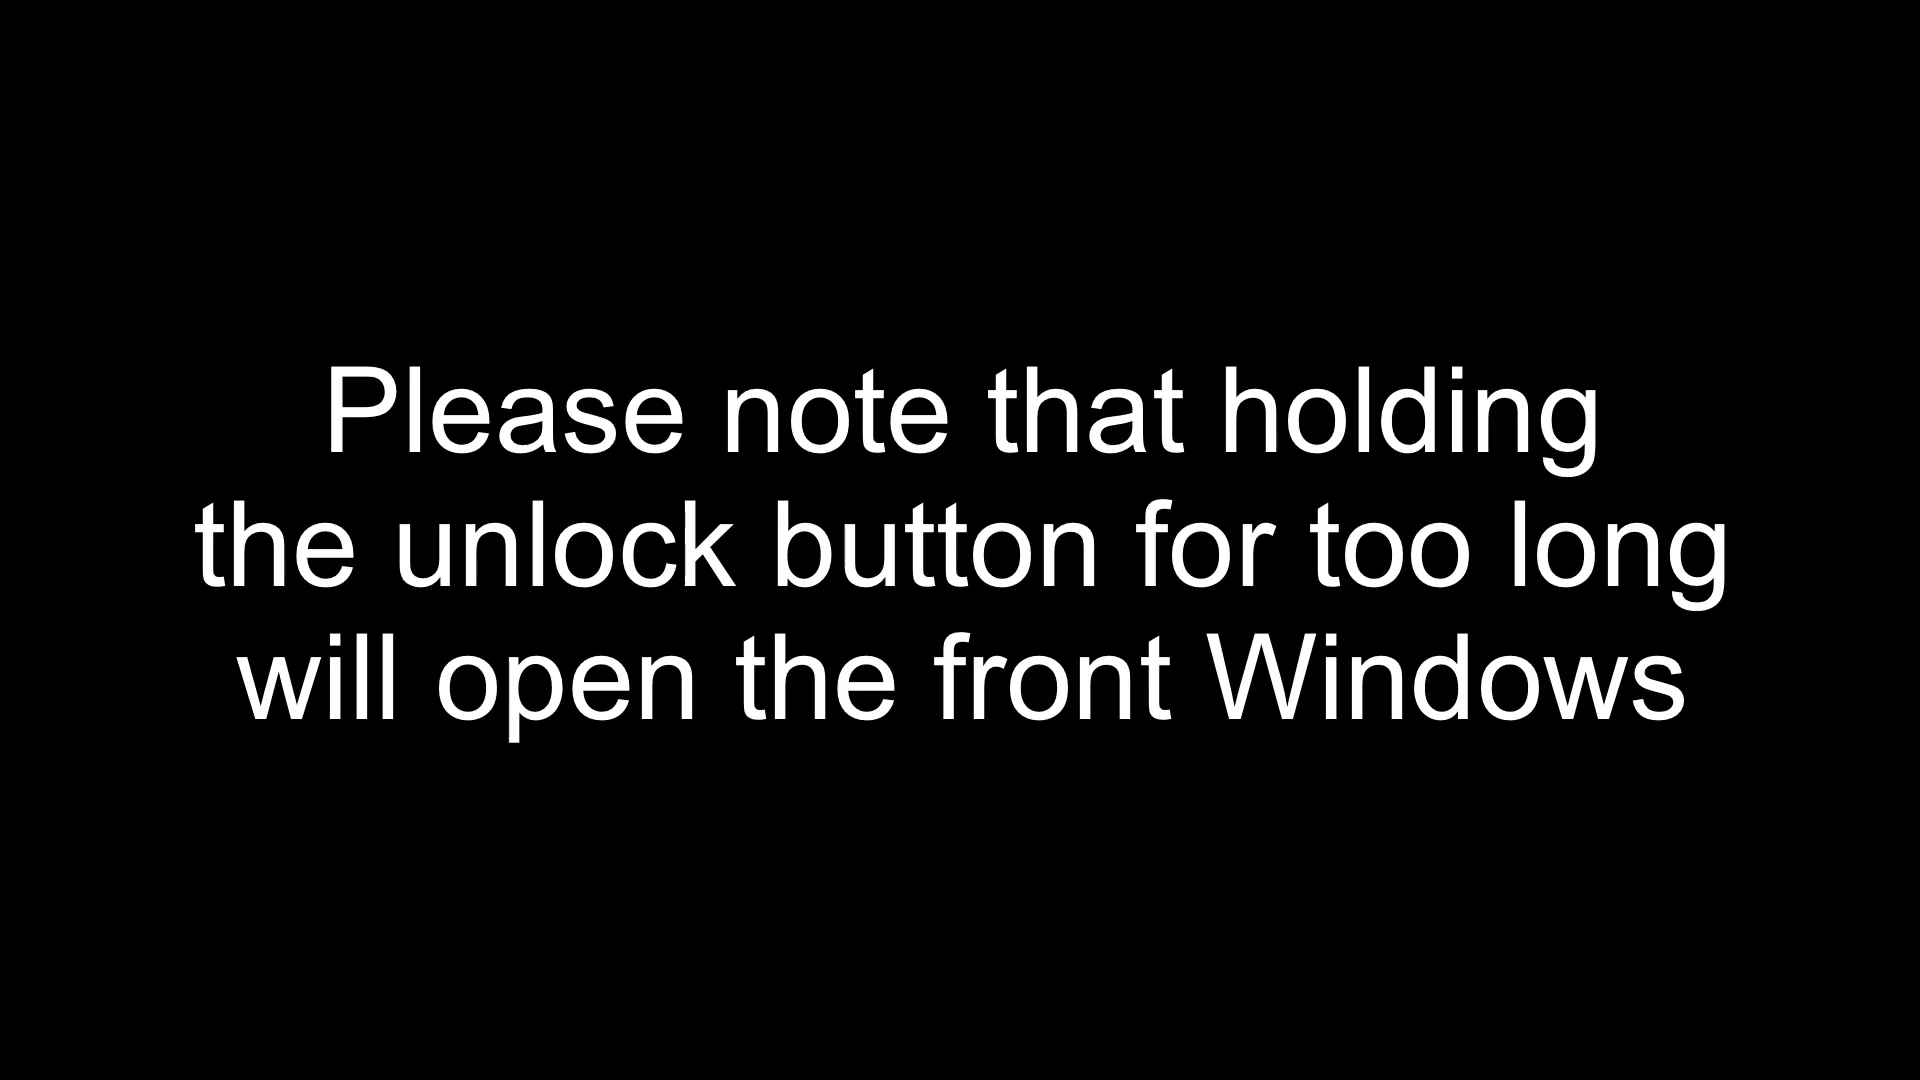 Please note that holding
the unlock button for too long
will open the front Windows